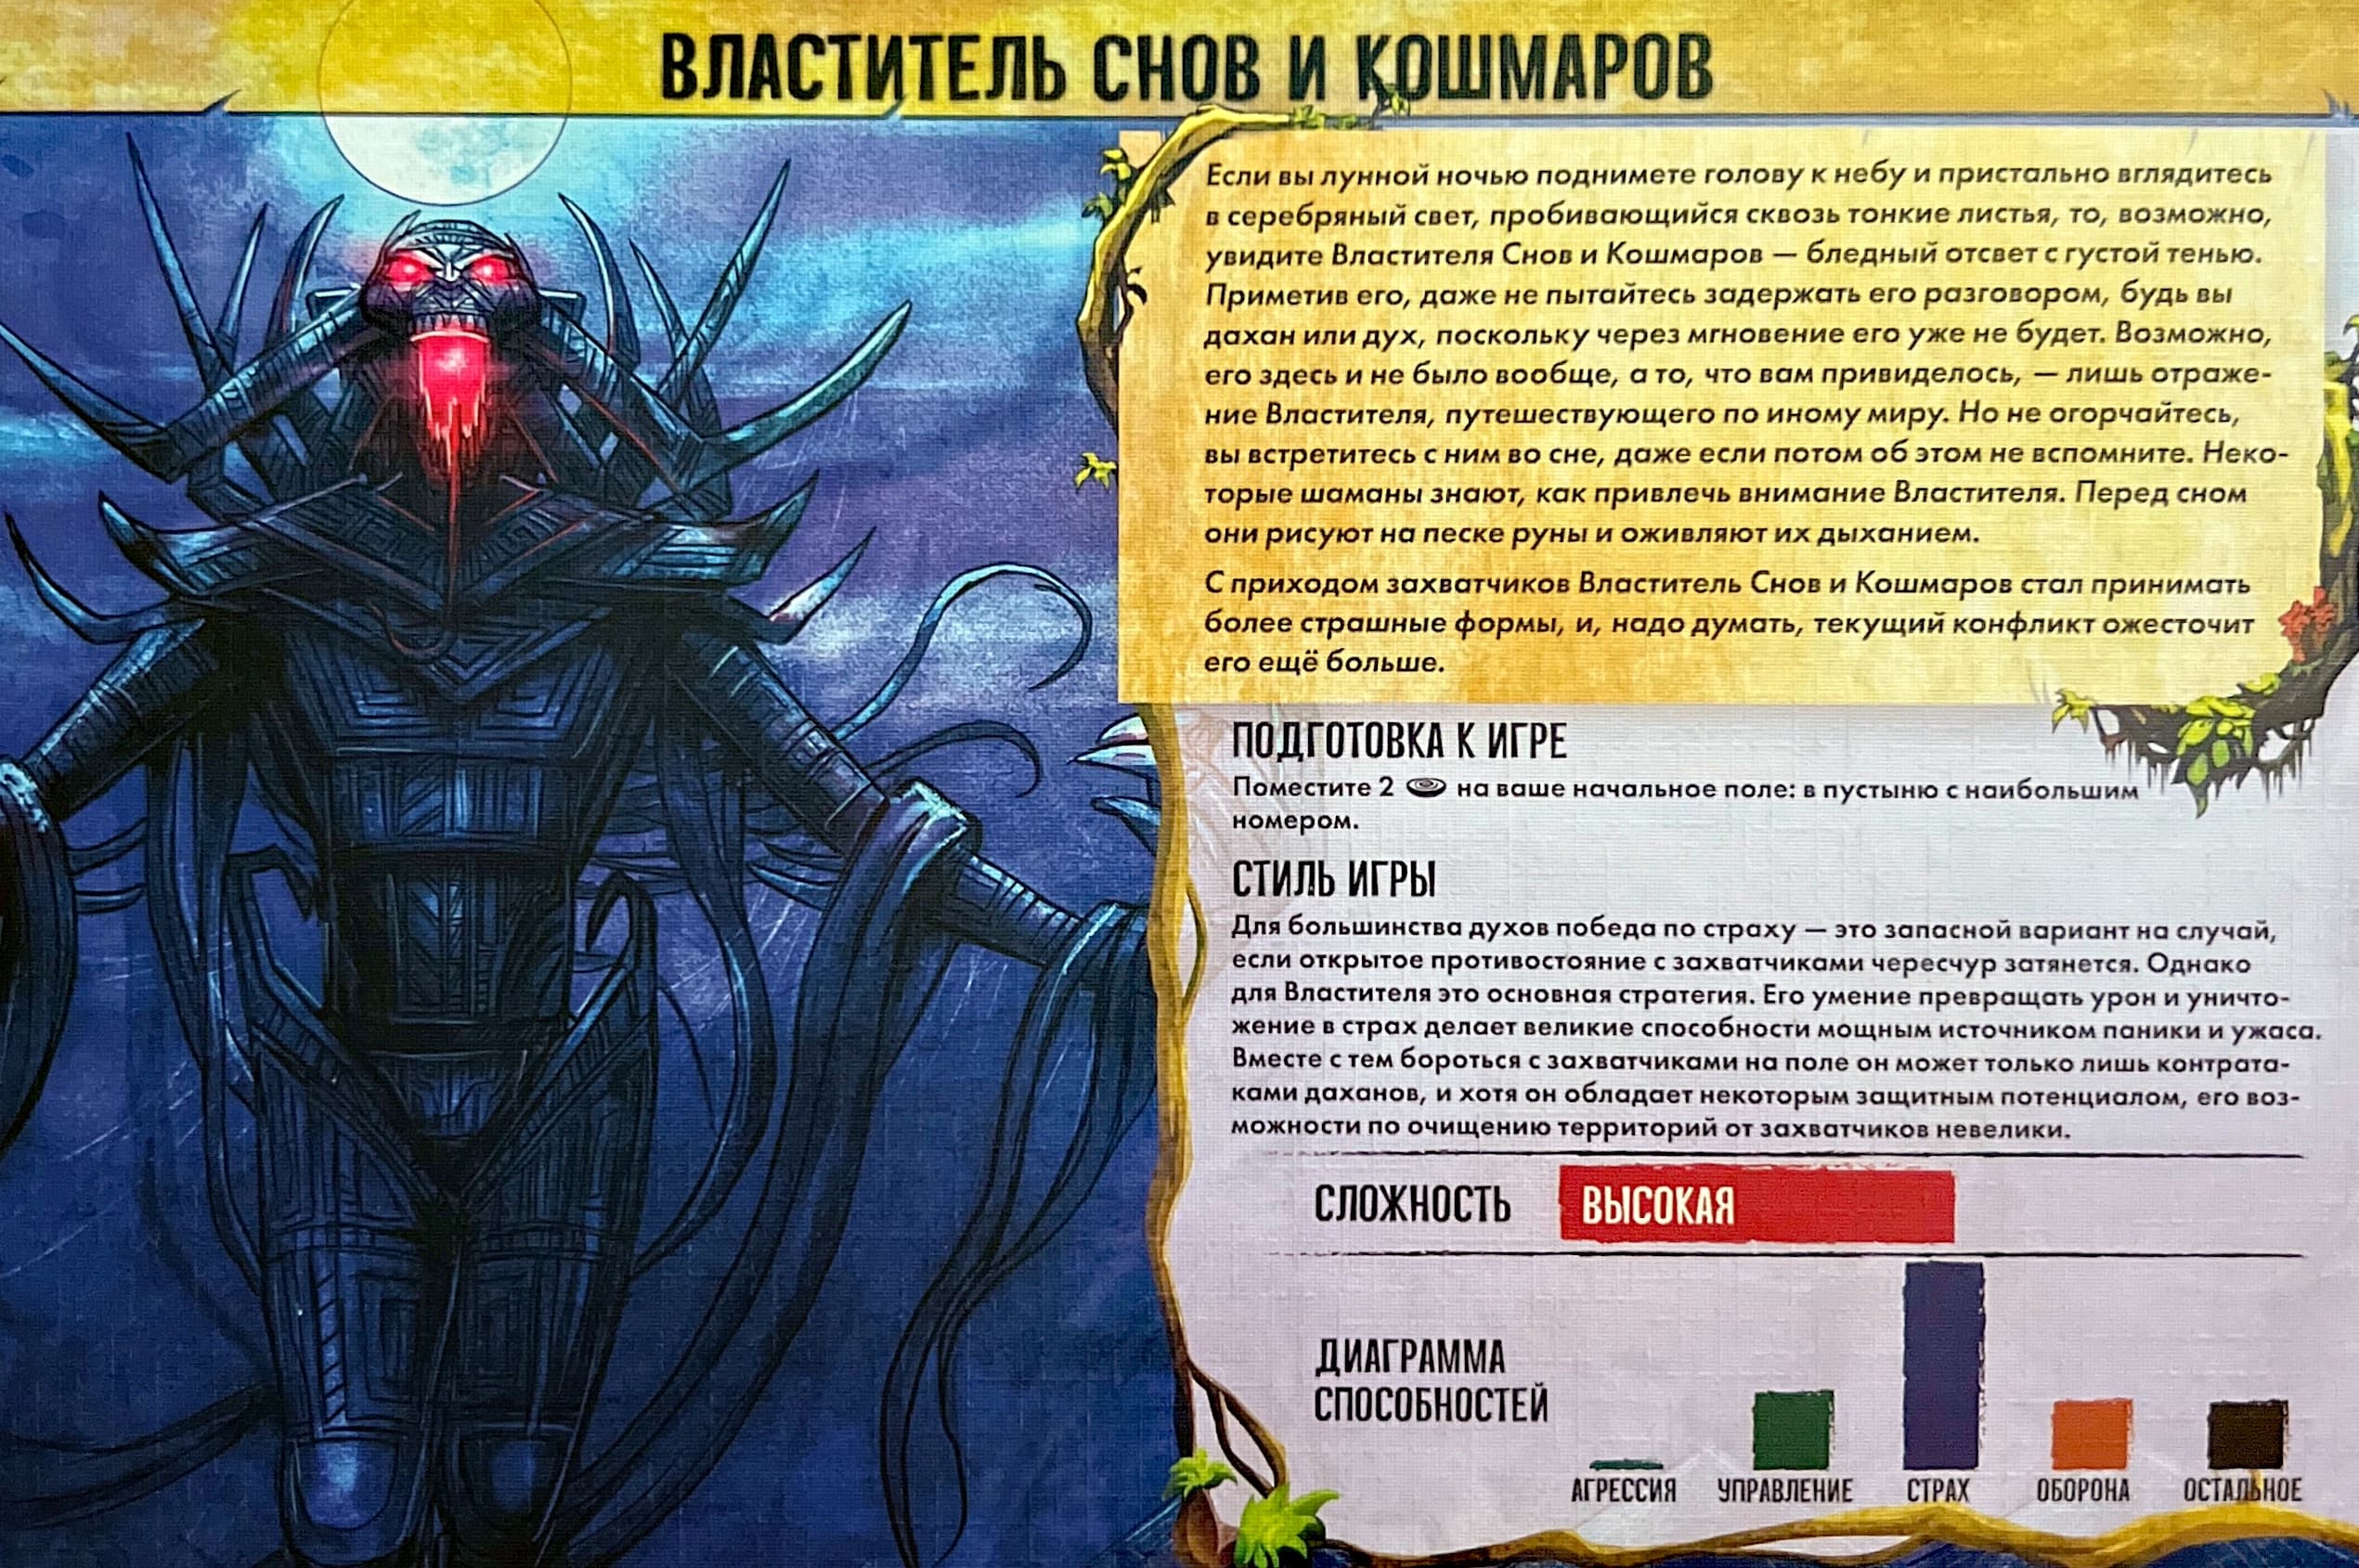 ВЛАСТИТЕЛЬ СНОВ И КОШМАРОВ
Если вы лунной ночью поднимете голову к небу и пристально вглядитесь
в серебряный свет, пробивающийся сквозь тонкие листья, то, возможно,
увидите Властителя Снов и Кошмаров — бледный отсвет с густой тенью.
Приметив его, даже не пытайтесь задержать его разговором, будь вы
дахан или дух, поскольку через мгновение его уже не будет. Возможно,
его здесь и не было вообще, а то, что вам привиделось, — лишь отраже-
ние Властителя, путешествующего по иному миру. Но не огорчайтесь,
вы встретитесь с ним во сне, даже если потом об этом не вспомните. Неко-
торые шаманы знают, как привлечь внимание Властителя. Перед сном
они рисуют на песке руны и оживляют их дыханием.
С приходом захватчиков Властитель Снов и Кошмаров стал принимать
более страшные формы, и, надо думать, текущий конфликт ожесточит
его ещё больше.
ПОДГОТОВКА К ИГРЕ
Поместите 2 на ваше начальное поле: в пустыню с наибольшим
номером.
СТИЛЬ ИГРЫ
Для большинства духов победа по страху — это запасной вариант на случай,
если открытое противостояние с захватчиками чересчур затянется. Однако
для Властителя это основная стратегия. Его умение превращать урон и уничто-
жение в страх делает великие способности мощным источником паники и ужаса.
Вместе с тем бороться с захватчиками на поле он может только лишь контрата-
ками даханов, и хотя он обладает некоторым защитным потенциалом, его воз-
можности по очищению территорий от захватчиков невелики.
СЛОЖНОСТЬ ВЫСОКАЯ
ДИАГРАММА
СПОСОБНОСТЕЙ
АГРЕССИЯ УПРАВЛЕНИЕ СТРАХ ОБОРОНА ОСТАЛЬНОЕ